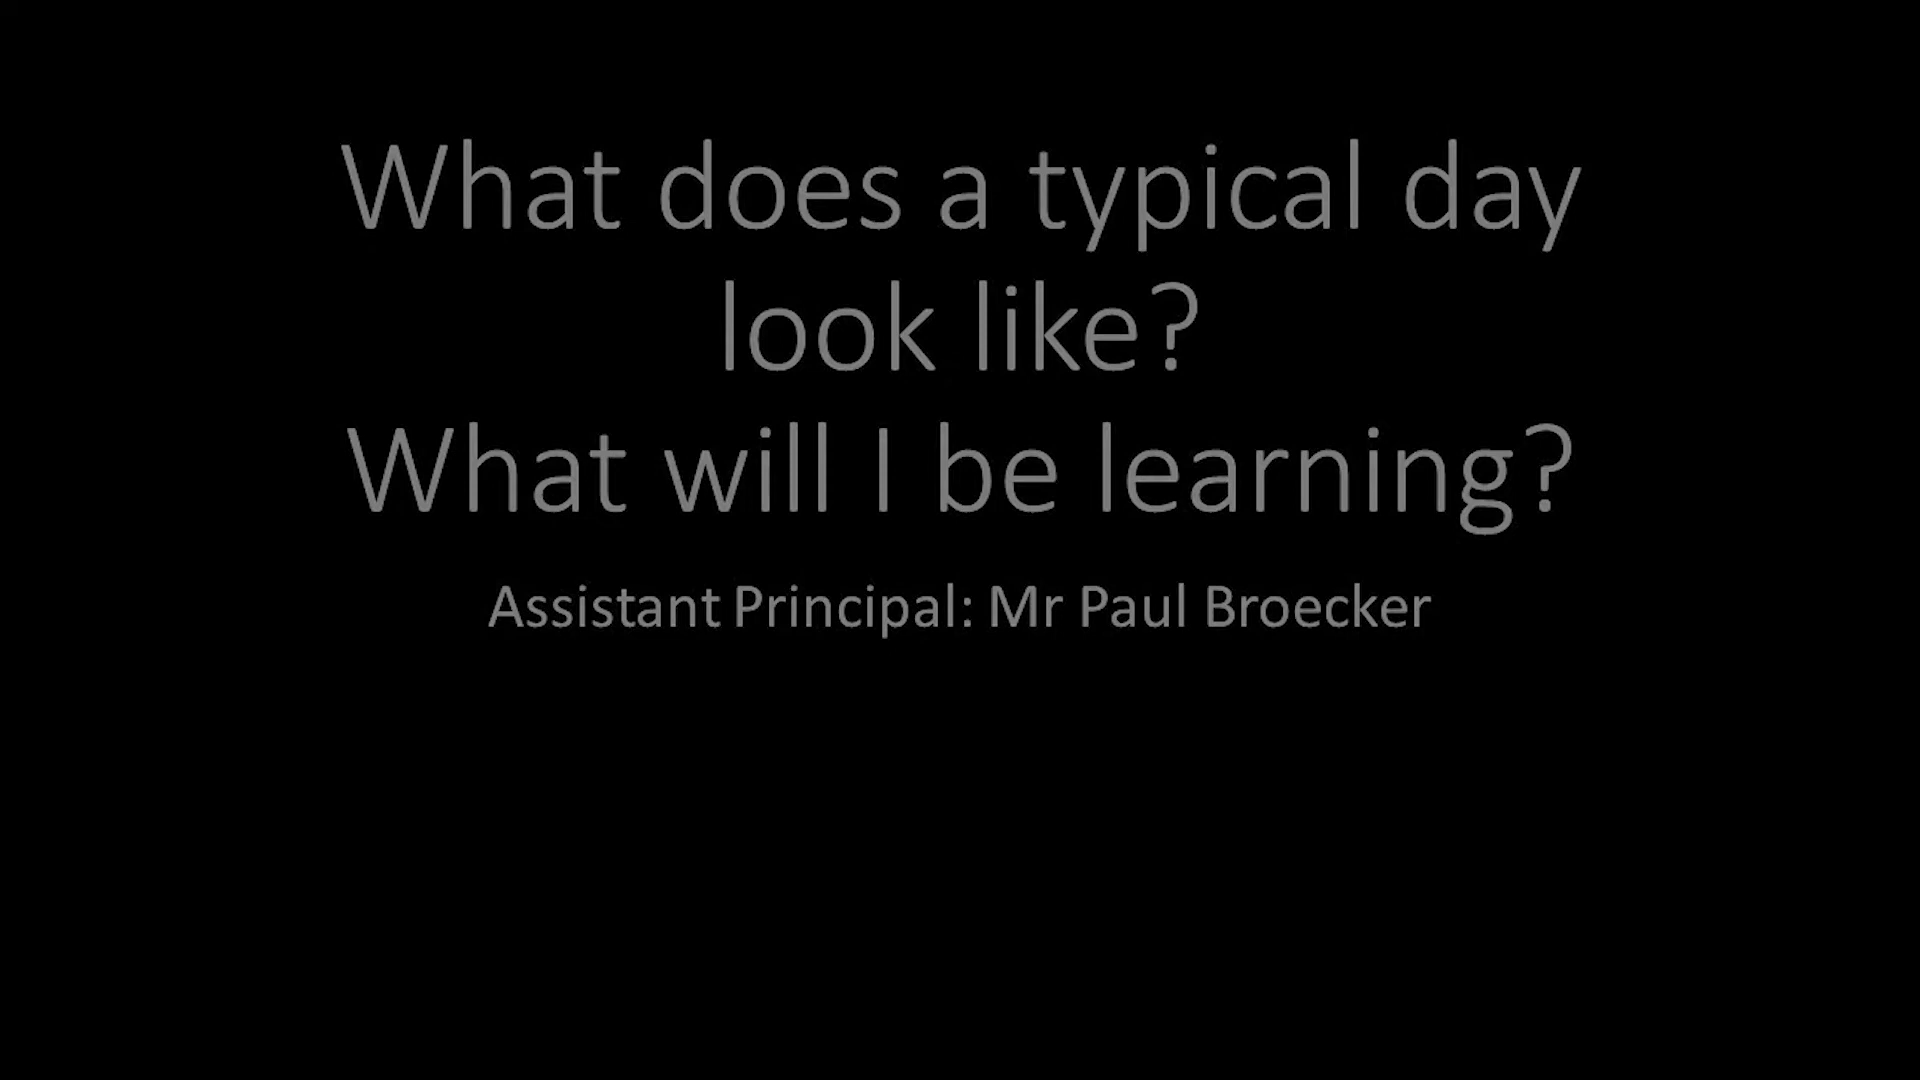 What does a typical day
look like?
What will I be learning?
Assistant Principal: Mr Paul Broecker